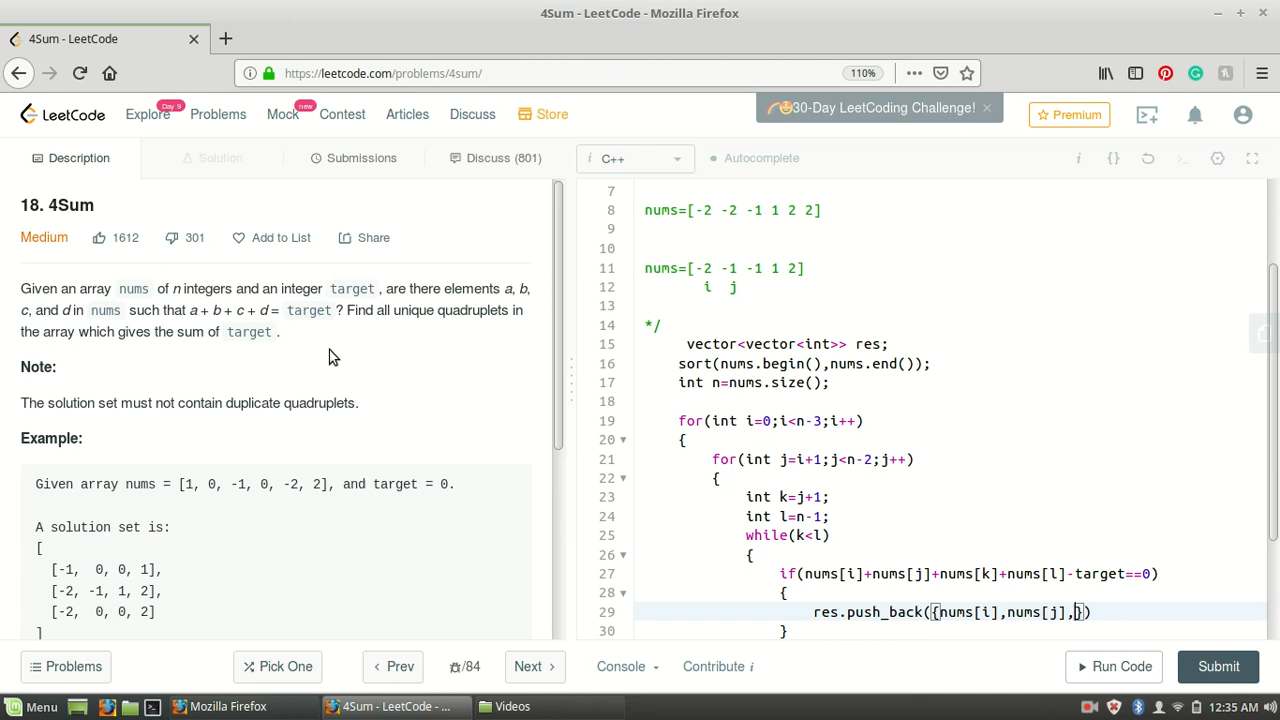 4Sum - LeetCode - Mozilla Firefox
4Sum - LeetCode
https://leetcode.com/problems/4sum/
110%
LeetCode
Explore
Day 9
Problems
Mock
new
Contest
Articles
Discuss
Store
30-Day LeetCoding Challenge!
Premium
Description
Solution
Submissions
Discuss (801)
i C++
Autocomplete
18. 4Sum
Medium
1612
301
Add to List
Share
Given an array nums of n integers and an integer target, are there elements a, b,
c, and d in nums such that a + b + c + d = target? Find all unique quadruplets in
the array which gives the sum of target.
Note:
The solution set must not contain duplicate quadruplets.
Example:
Given array nums = [1, 0, -1, 0, -2, 2], and target = 0.
A solution set is:
[
[-1, 0, 0, 1],
[-2, -1, 1, 2],
[-2, 0, 0, 2]
]
7
8 nums=[-2 -2 -1 1 2 2]
9
10
11 nums=[-2 -1 -1 1 2]
12 i j
13
14 */
15 vector<vector<int>> res;
16 sort(nums.begin(),nums.end());
17 int n=nums.size();
18
19 for(int i=0;i<n-3;i++)
20 {
21 for(int j=i+1;j<n-2;j++)
22 {
23 int k=j+1;
24 int l=n-1;
25 while(k<l)
26 {
27 if(nums[i]+nums[j]+nums[k]+nums[l]-target==0)
28 {
29 res.push_back({nums[i],nums[j],})
30 }
Problems
Pick One
Prev
/84
Next
Console
Contribute i
Run Code
Submit
Menu
Mozilla Firefox
4Sum - LeetCode - ...
Videos
12:35 AM